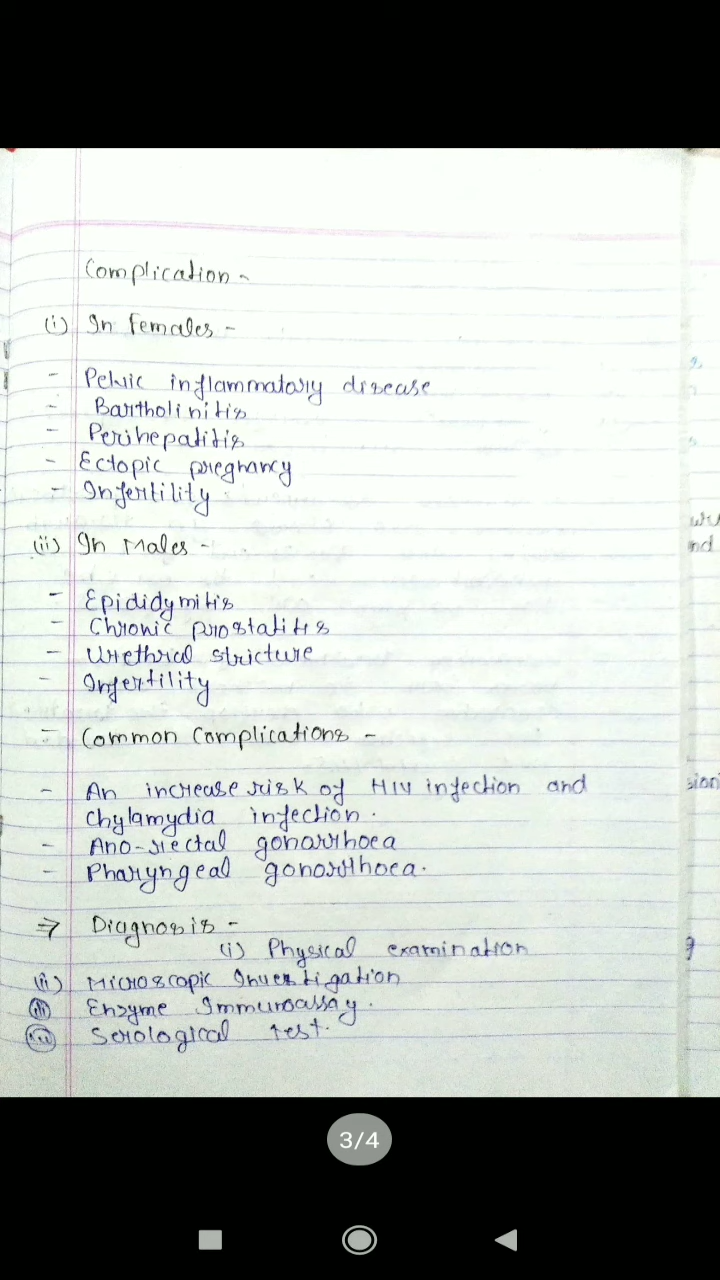 Complication -
(i) In Females -
- Pelvic inflammatory disease
- Bartholinitis
- Perihepatitis
- Ectopic pregnancy
- Infertility
(ii) In Males -
- Epididymitis
- Chronic prostatitis
- Urethral stricture
- Infertility
- Common Complications -
- An increase risk of HIV infection and
Chylamydia infection.
- Ano-rectal gonorrhoea
- Pharyngeal gonorrhoea.
⇒ Diagnosis -
(i) Physical examination
(ii) Microscopic Investigation
(iii) Enzyme Immunoassay.
Serological test.
3/4